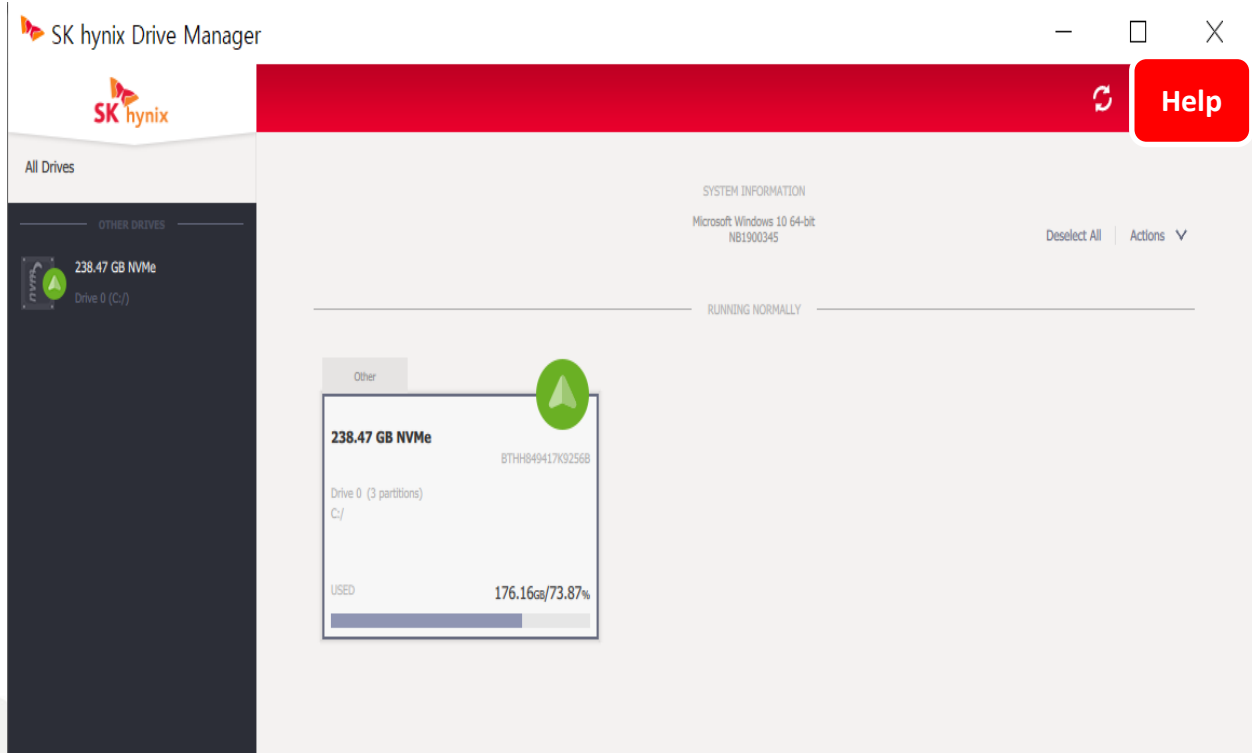 SK hynix Drive Manager
SK hynix
Help
All Drives
OTHER DRIVES
nvme
238.47 GB NVMe
Drive 0 (C:/)
SYSTEM INFORMATION
Microsoft Windows 10 64-bit
NB1900345
Deselect All
Actions
RUNNING NORMALLY
Other
238.47 GB NVMe
BTHH849417K9256B
Drive 0 (3 partitions)
C:/
USED
176.16GB/73.87%